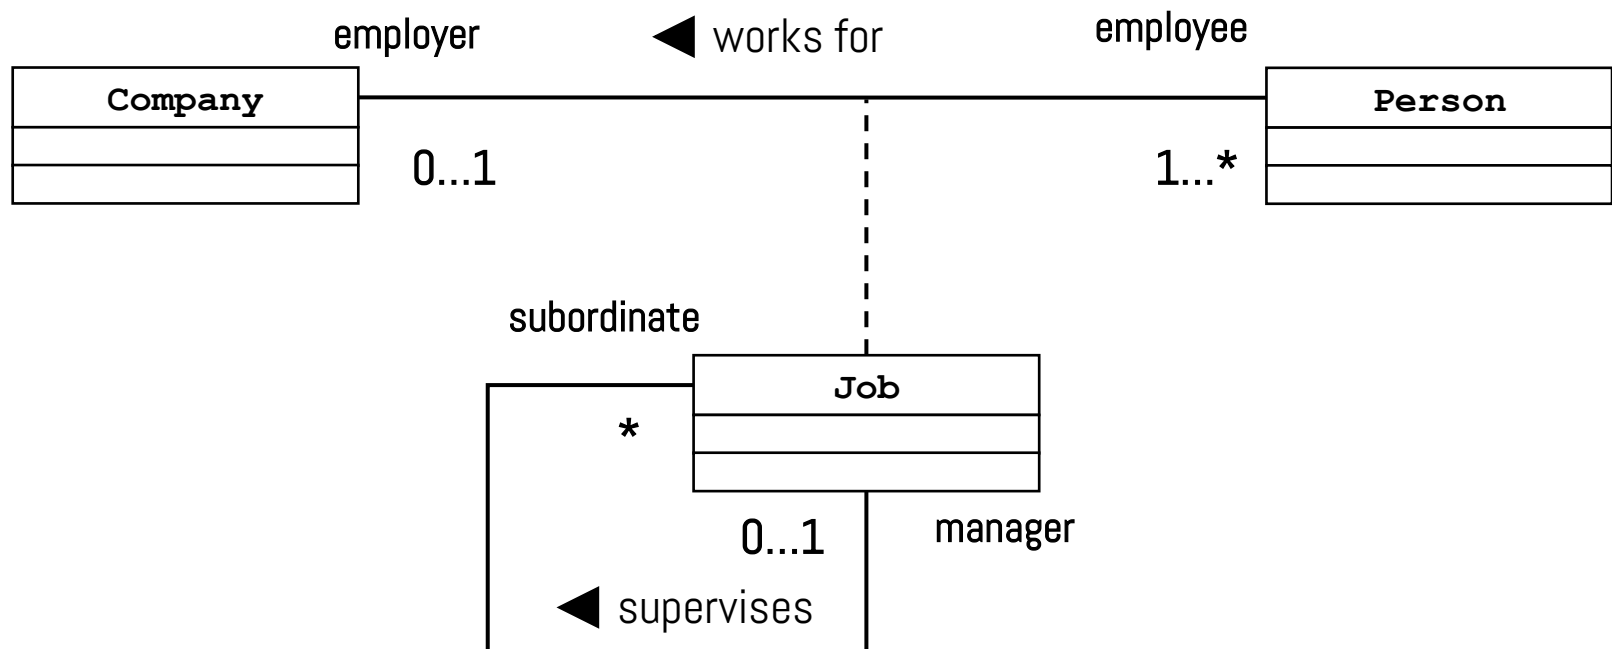 employer
◀ works for
employee
Company
Person
0...1
1...*
subordinate
Job
*
0...1
manager
◀ supervises